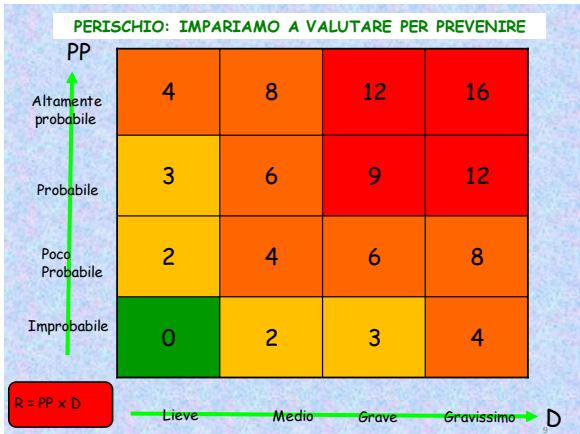 PERISCHIO: IMPARIAMO A VALUTARE PER PREVENIRE
PP
Altamente
probabile
4 8 12 16
Probabile
3 6 9 12
Poco
Probabile
2 4 6 8
Improbabile
0 2 3 4
R = PP x D
Lieve Medio Grave Gravissimo D
9